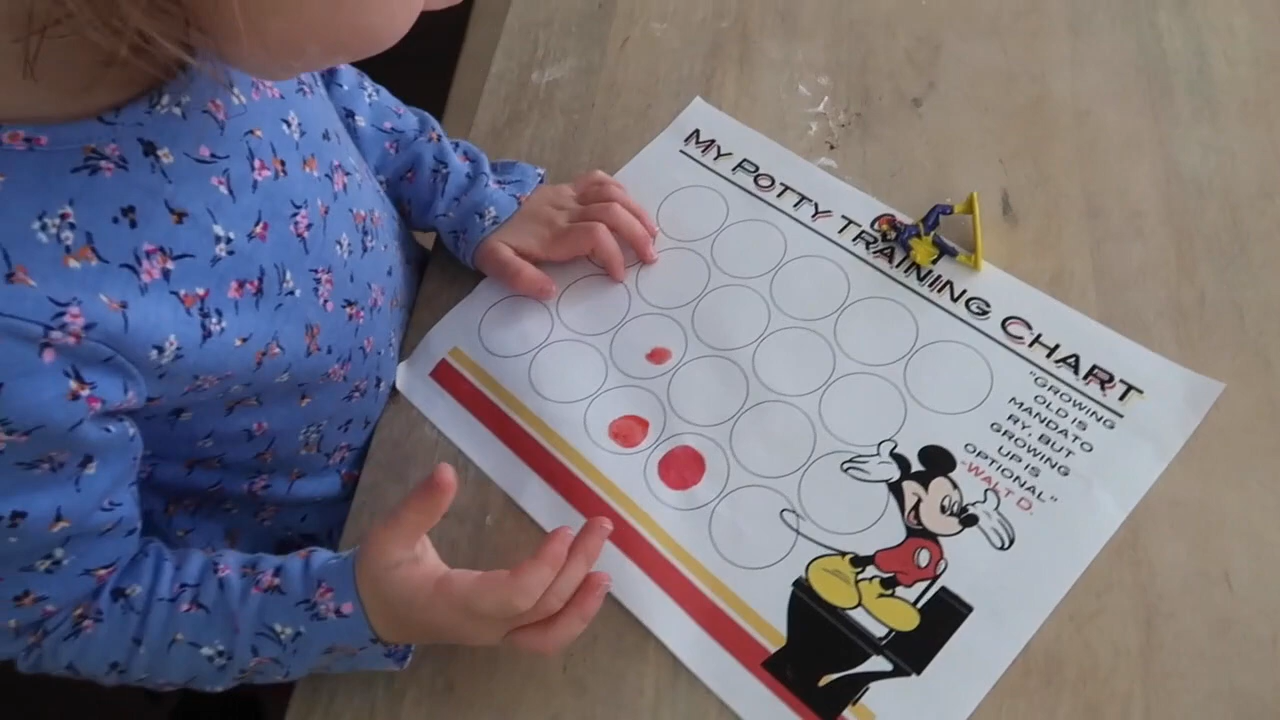 MY POTTY TRAINING CHART
"GROWING
OLD IS
MANDATO
RY, BUT
GROWING
UP IS
OPTIONAL"
-WALT D.